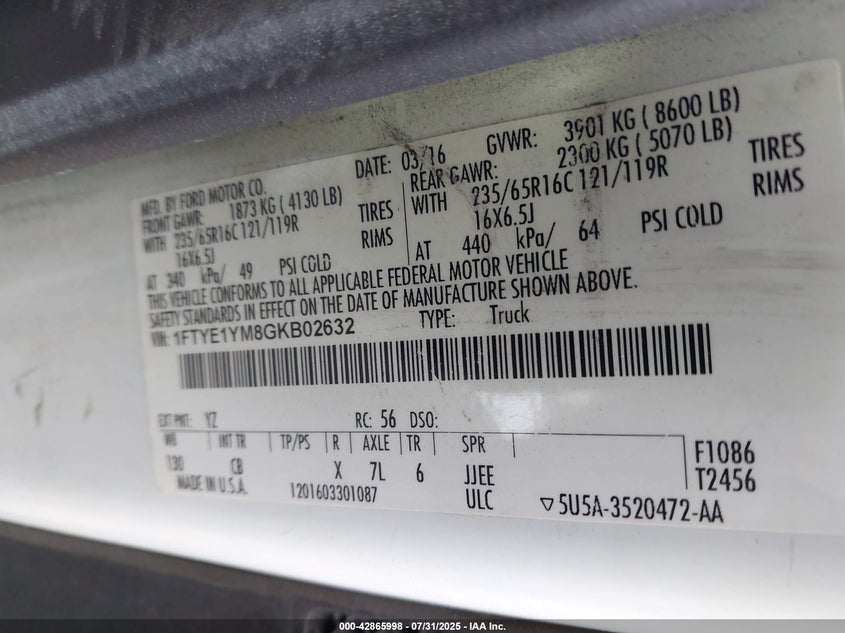 MFD. BY FORD MOTOR CO. DATE: 03/16 GVWR: 3901 KG ( 8600 LB)
FRONT GAWR: 1873 KG ( 4130 LB) REAR GAWR: 2300 KG ( 5070 LB)
WITH 235/65R16C 121/119R TIRES WITH 235/65R16C 121/119R TIRES
16X6.5J RIMS 16X6.5J RIMS
AT 340 kPa/ 49 PSI COLD AT 440 kPa/ 64 PSI COLD
THIS VEHICLE CONFORMS TO ALL APPLICABLE FEDERAL MOTOR VEHICLE
SAFETY STANDARDS IN EFFECT ON THE DATE OF MANUFACTURE SHOWN ABOVE.
VIN: 1FTYE1YM8GKB02632 TYPE: Truck
EXT PNT: YZ RC: 56 DSO:
WB INT TR TP/PS R AXLE TR SPR
130 CB X 7L 6 JJEE F1086
MADE IN U.S.A. 1201603301087 ULC T2456
▽5U5A-3520472-AA
000-42865998 - 07/31/2025 - IAA Inc.